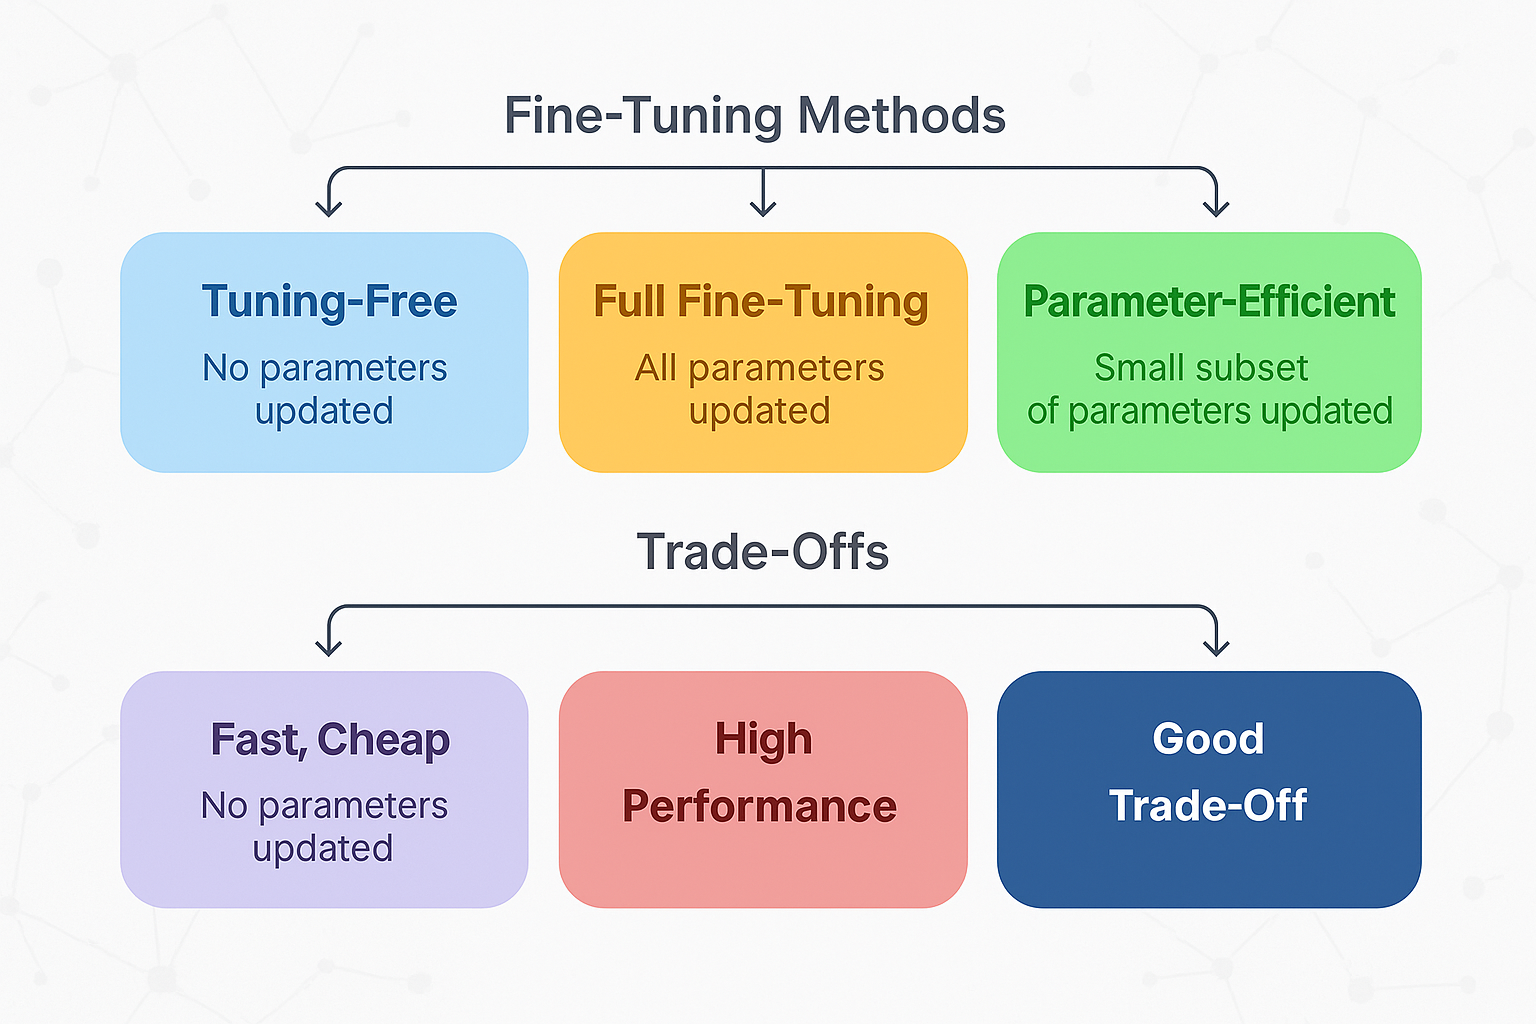 Fine-Tuning Methods
Tuning-Free
No parameters
updated
Full Fine-Tuning
All parameters
updated
Parameter-Efficient
Small subset
of parameters updated
Trade-Offs
Fast, Cheap
No parameters
updated
High
Performance
Good
Trade-Off